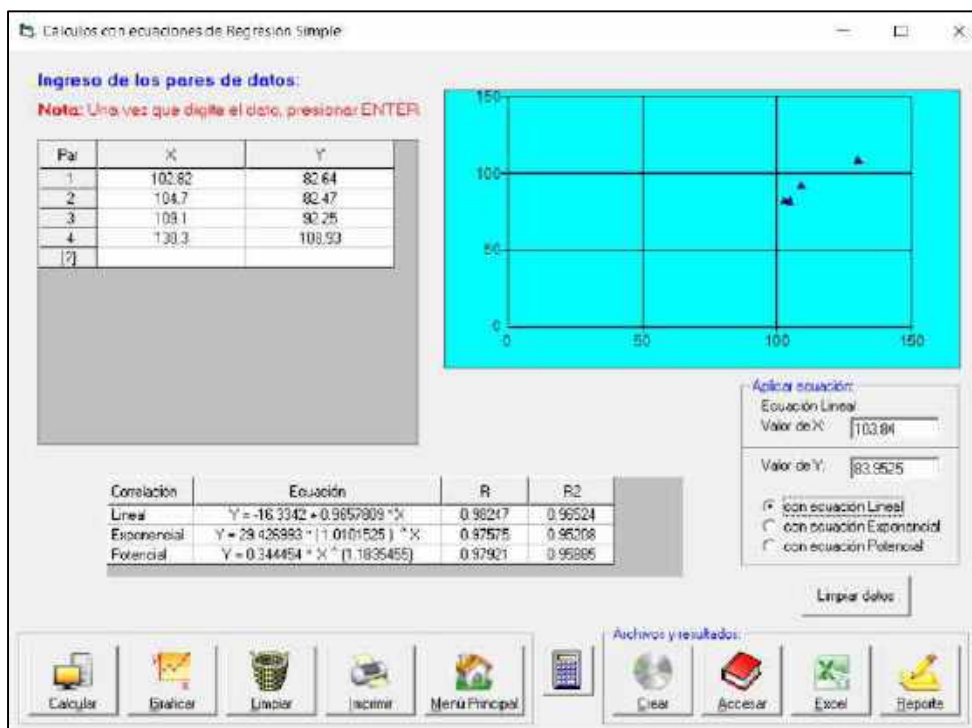 Cálculos con ecuaciones de Regresión Simple
Ingreso de los pares de datos:
Nota: Una vez que digite el dato, presionar ENTER
Par X Y
1 102.82 82.64
2 104.7 82.47
3 109.1 92.25
4 130.3 108.93
[?]
150
100
50
0
0 50 100 150
Aplicar ecuación:
Ecuación Lineal
Valor de X: 103.84
Valor de Y: 83.9525
con ecuación Lineal
con ecuación Exponencial
con ecuación Potencial
Correlación Ecuación R R2
Lineal Y = -16.3342 + 0.9657809 *X 0.98247 0.96524
Exponencial Y = 29.426993 * (1.0101525 ) ^X 0.97575 0.95208
Potencial Y = 0.344454 * X ^ (1.1835455) 0.97921 0.95885
Limpiar datos
Archivos y resultados:
Calcular Graficar Limpiar Imprimir Menú Principal Crear Accesar Excel Reporte